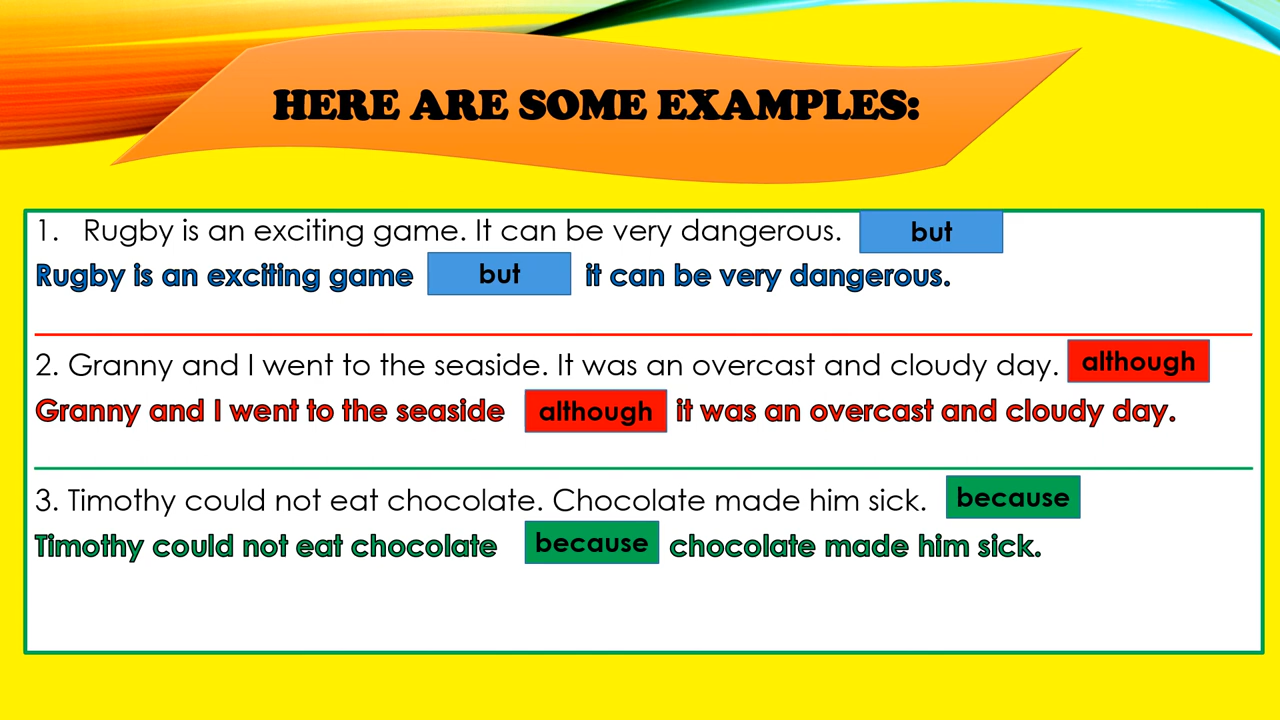 HERE ARE SOME EXAMPLES:
1. Rugby is an exciting game. It can be very dangerous. but
Rugby is an exciting game but it can be very dangerous.
2. Granny and I went to the seaside. It was an overcast and cloudy day. although
Granny and I went to the seaside although it was an overcast and cloudy day.
3. Timothy could not eat chocolate. Chocolate made him sick. because
Timothy could not eat chocolate because chocolate made him sick.